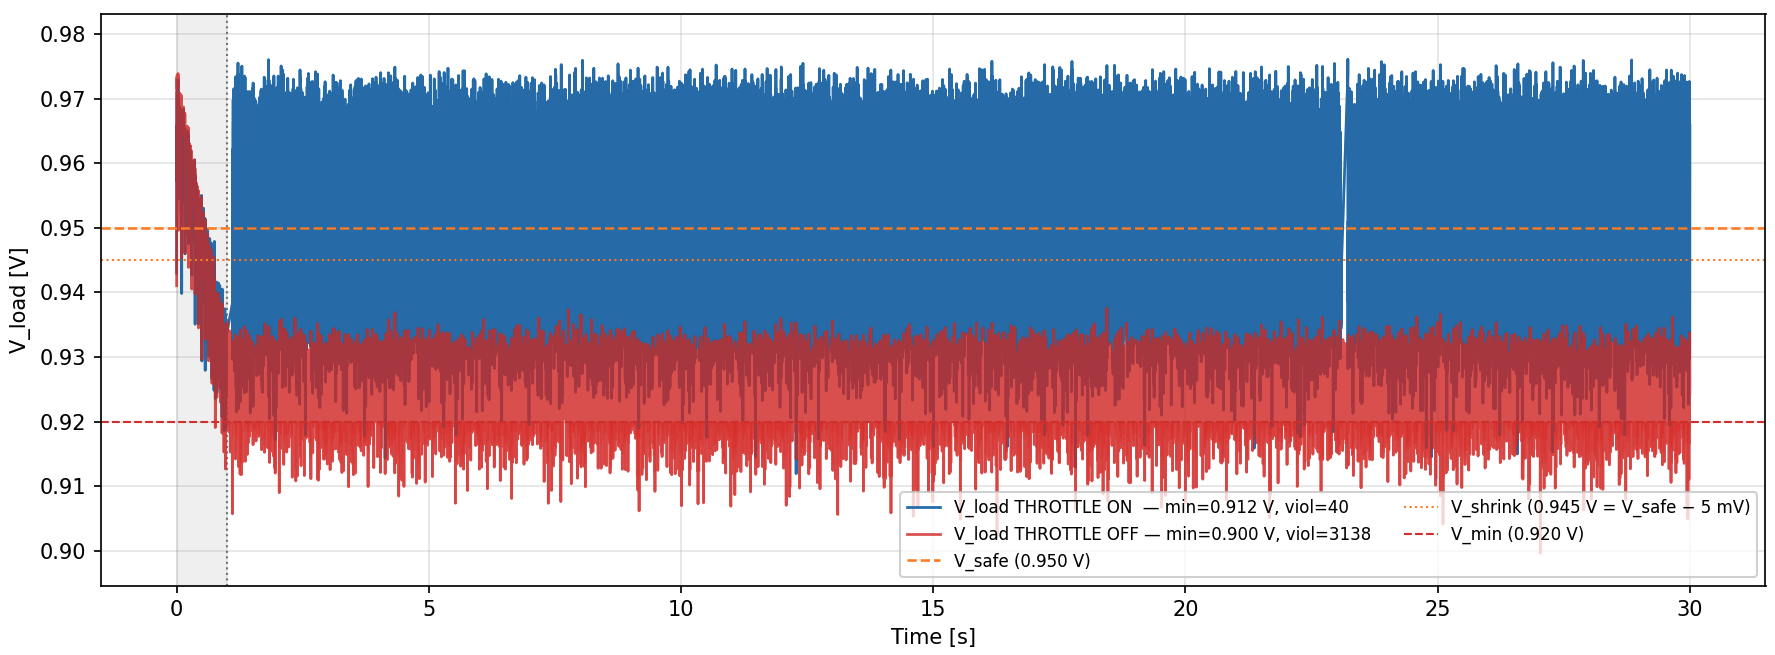 0.98
0.97
0.96
0.95
0.94
0.93
0.92
0.91
0.90
V_load [V]
V_load THROTTLE ON — min=0.912 V, viol=40
V_load THROTTLE OFF — min=0.900 V, viol=3138
V_safe (0.950 V)
V_shrink (0.945 V = V_safe − 5 mV)
V_min (0.920 V)
0 5 10 15 20 25 30
Time [s]